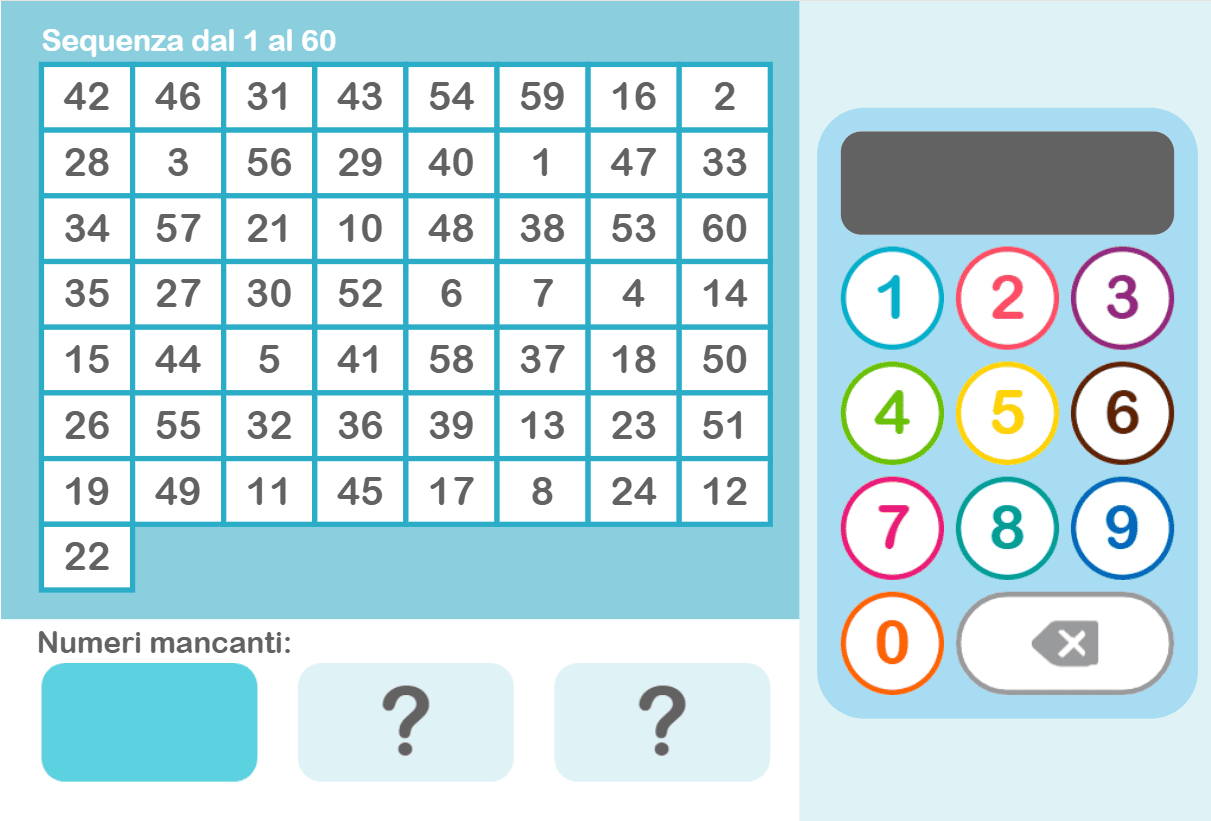 Sequenza dal 1 al 60
42 46 31 43 54 59 16 2
28 3 56 29 40 1 47 33
34 57 21 10 48 38 53 60
35 27 30 52 6 7 4 14
15 44 5 41 58 37 18 50
26 55 32 36 39 13 23 51
19 49 11 45 17 8 24 12
22
Numeri mancanti:
? ?
1 2 3
4 5 6
7 8 9
0